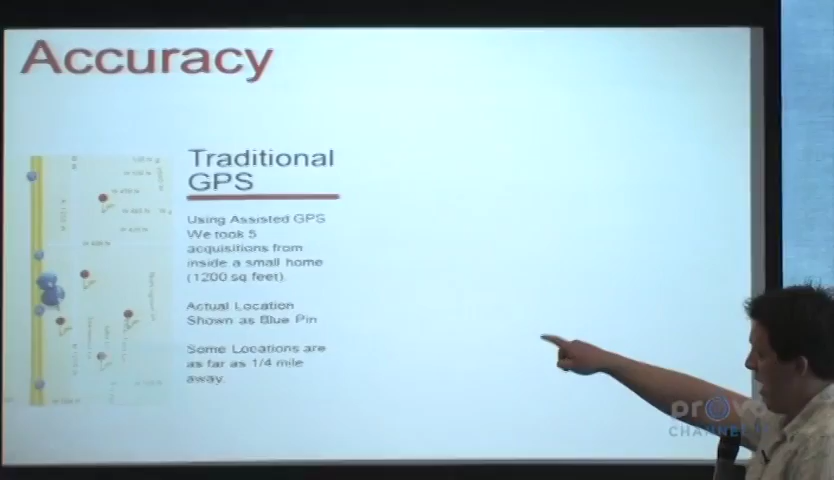 Accuracy
Traditional
GPS
Using Assisted GPS
We took 5
acquisitions from
inside a small home
(1200 sq feet).
Actual Location
Shown as Blue Pin
Some Locations are
as far as 1/4 mile
away.
provo
CHANNEL